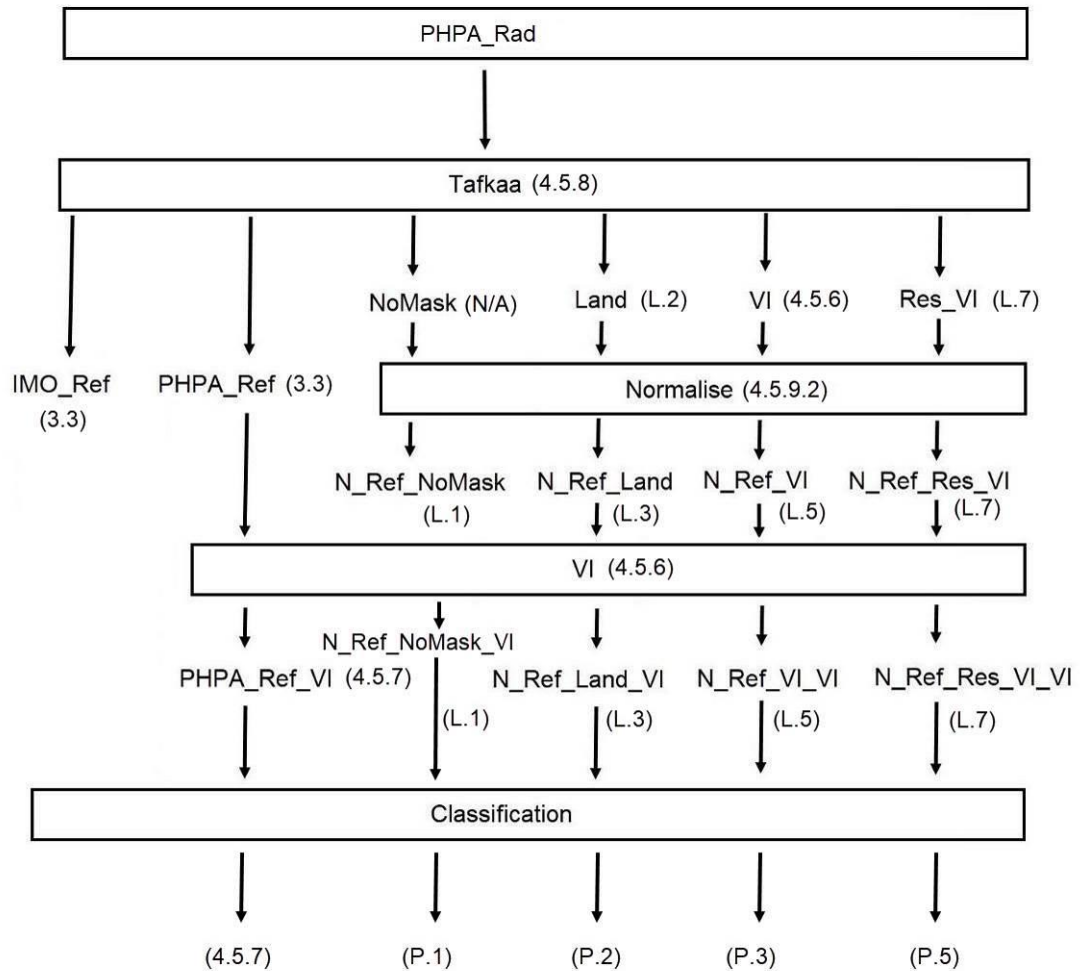 PHPA_Rad
Tafkaa (4.5.8)
NoMask (N/A) Land (L.2) VI (4.5.6) Res_VI (L.7)
IMO_Ref PHPA_Ref (3.3) Normalise (4.5.9.2)
(3.3)
N_Ref_NoMask N_Ref_Land N_Ref_VI N_Ref_Res_VI
(L.1) (L.3) (L.5) (L.7)
VI (4.5.6)
N_Ref_NoMask_VI
PHPA_Ref_VI (4.5.7) N_Ref_Land_VI N_Ref_VI_VI N_Ref_Res_VI_VI
(L.1) (L.3) (L.5) (L.7)
Classification
(4.5.7) (P.1) (P.2) (P.3) (P.5)